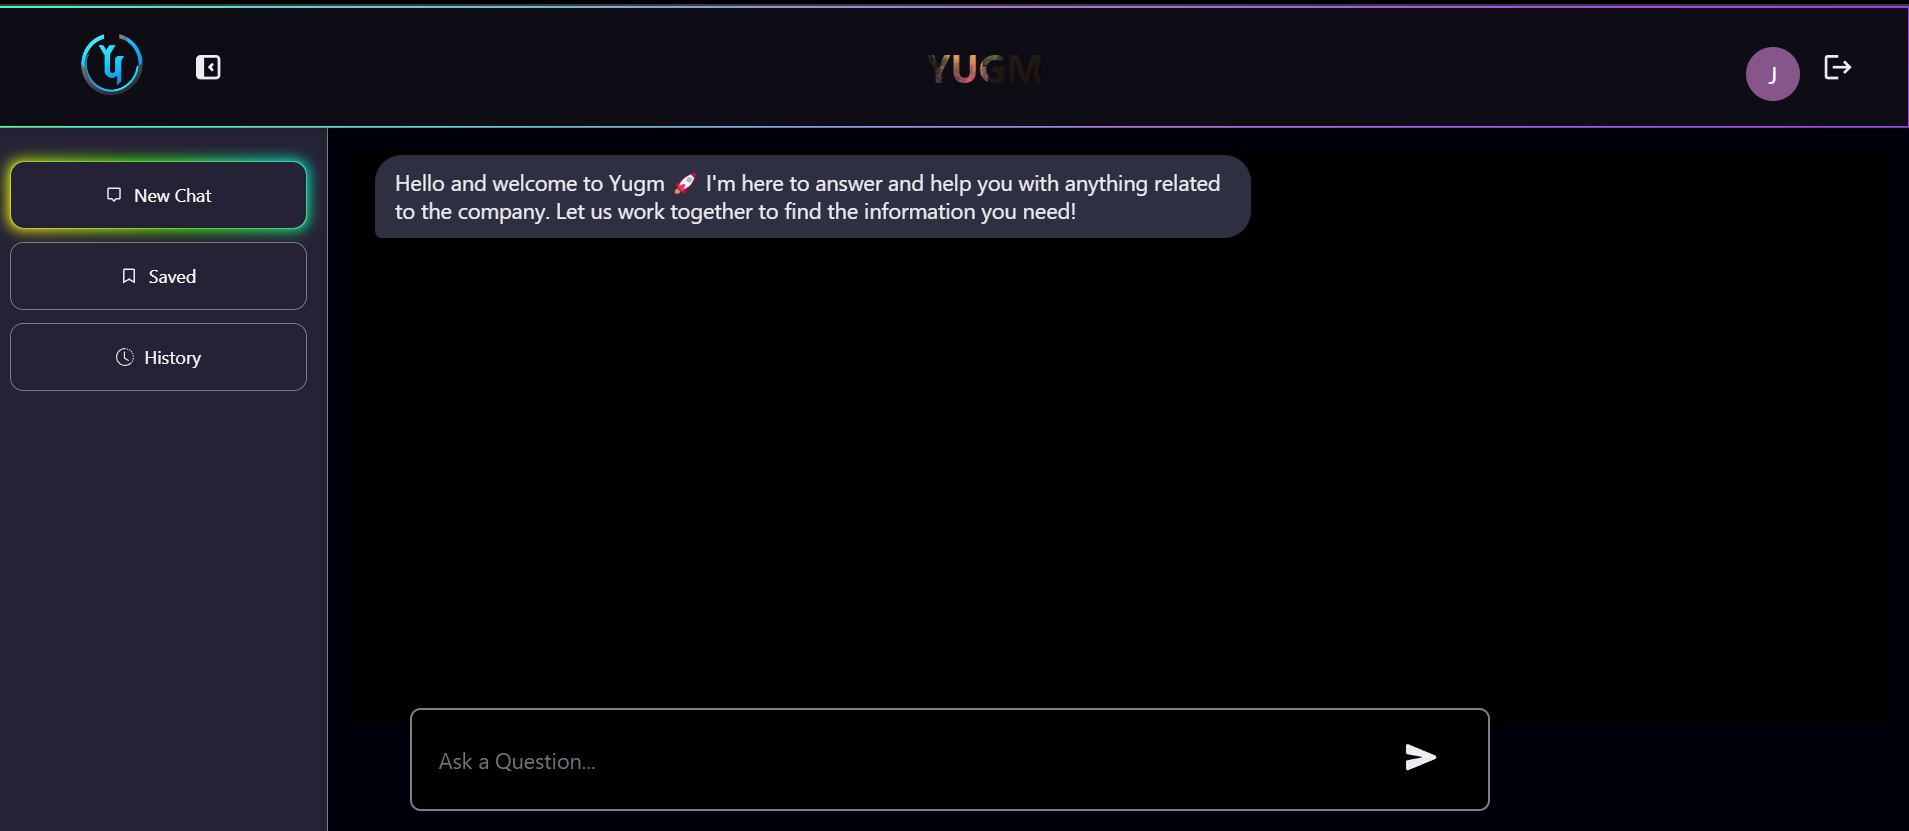 YUGM
J
New Chat
Saved
History
Hello and welcome to Yugm 🚀 I'm here to answer and help you with anything related
to the company. Let us work together to find the information you need!
Ask a Question...